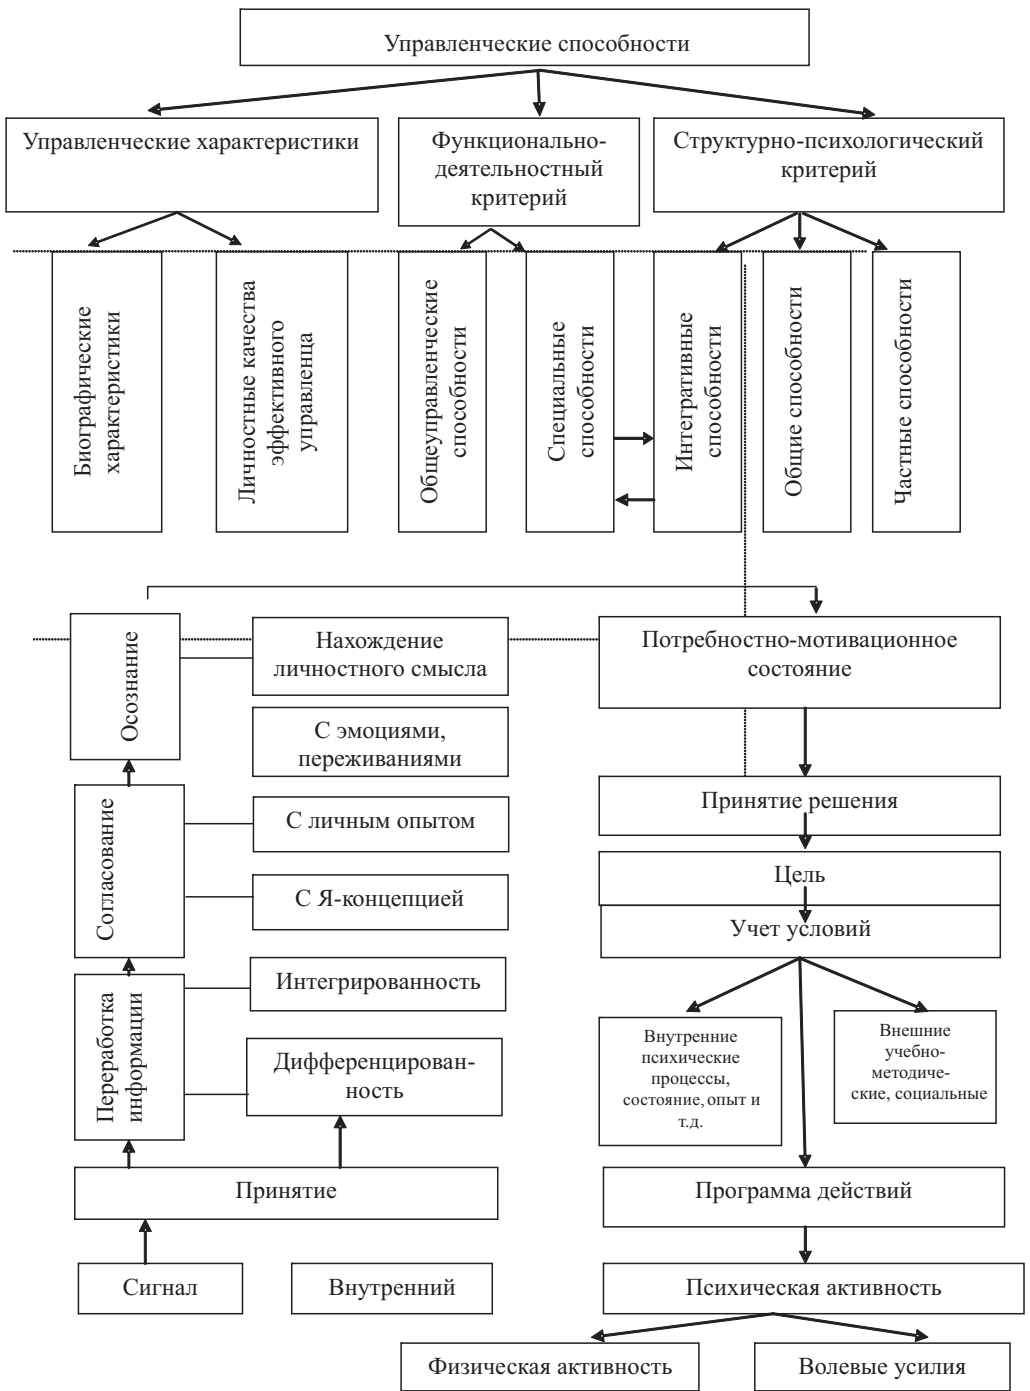 Управленческие способности
Управленческие характеристики
Функционально-
деятельностный
критерий
Структурно-психологический
критерий
Биографические
характеристики
Личностные качества
эффективного
управленца
Общеуправленческие
способности
Специальные
способности
Интегративные
способности
Общие способности
Частные способности
Осознание
Нахождение
личностного смысла
С эмоциями,
переживаниями
Согласование
С личным опытом
С Я-концепцией
Переработка
информации
Интегрированность
Дифференцирован-
ность
Принятие
Сигнал
Внутренний
Потребностно-мотивационное
состояние
Принятие решения
Цель
Учет условий
Внутренние
психические
процессы,
состояние, опыт и
т.д.
Внешние
учебно-
методиче-
ские, социальные
Программа действий
Психическая активность
Физическая активность
Волевые усилия